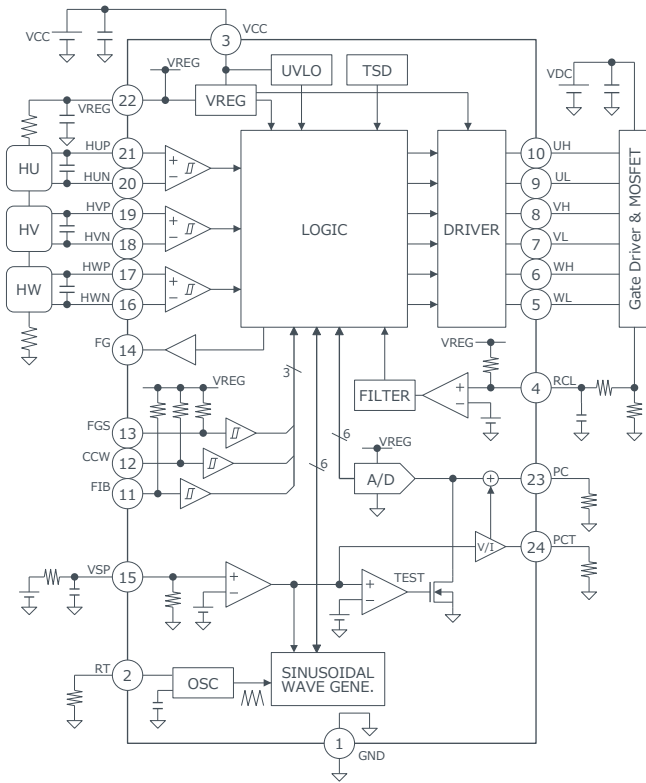 VCC
VCC
3
VREG
UVLO
TSD
VDC
VREG
22
VREG
HUP
21
HU
HUN
20
HVP
19
HV
HVN
18
HWP
17
HW
HWN
16
FG
14
LOGIC
DRIVER
10
UH
9
UL
8
VH
7
VL
6
WH
5
WL
Gate Driver & MOSFET
VREG
3
FILTER
4
RCL
VREG
FGS
13
CCW
12
FIB
11
6
6
VREG
A/D
23
PC
V/I
24
PCT
VSP
15
TEST
RT
2
OSC
SINUSOIDAL
WAVE GENE.
1
GND